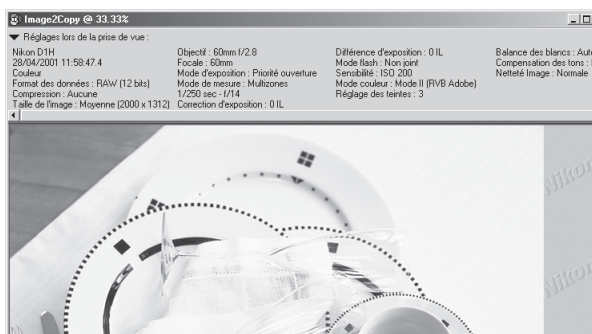 Image2Copy @ 33.33%
Réglages lors de la prise de vue :
Nikon D1H
28/04/2001 11:58:47.4
Couleur
Format des données : RAW (12 bits)
Compression : Aucune
Taille de l'image : Moyenne (2000 x 1312)
Objectif : 60mm f/2.8
Focale : 60mm
Mode d'exposition : Priorité ouverture
Mode de mesure : Multizones
1/250 sec - f/14
Correction d'exposition : 0 IL
Différence d'exposition : 0 IL
Mode flash : Non joint
Sensibilité : ISO 200
Mode couleur : Mode II (RVB Adobe)
Réglage des teintes : 3
Balance des blancs :
Compensation des tons :
Netteté Image : Normale
Nikon
Nikon